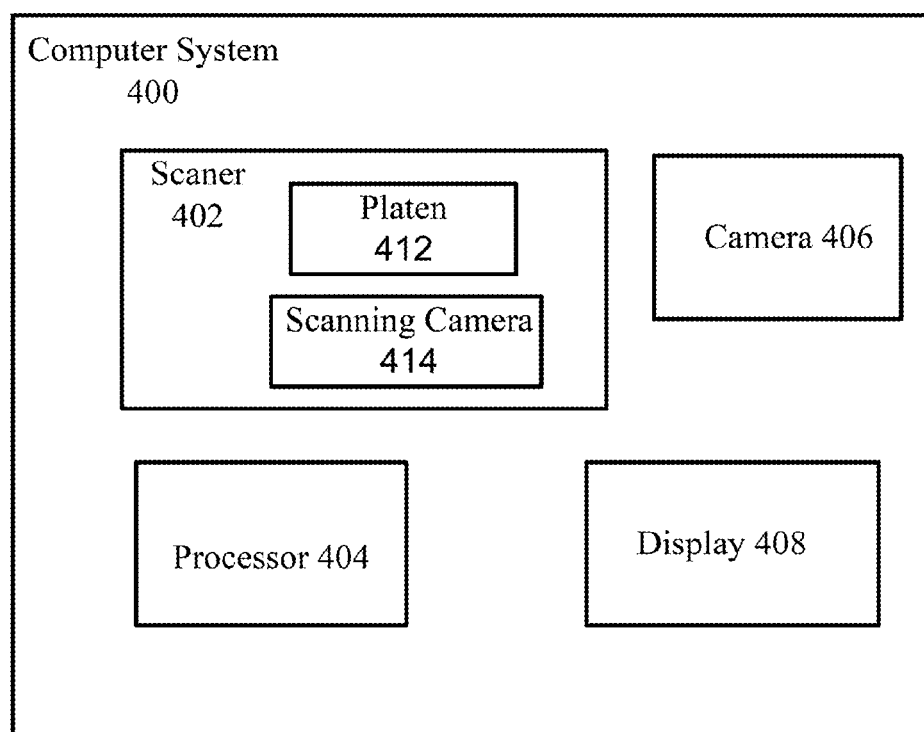 Computer System
400
Scaner
402
Platen
412
Scanning Camera
414
Camera 406
Processor 404
Display 408